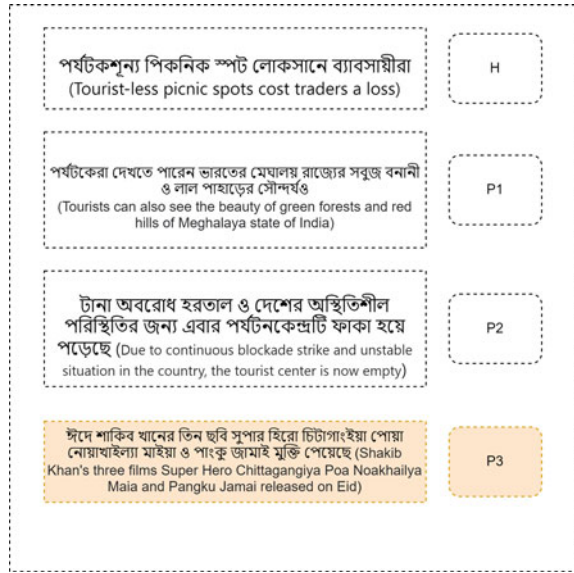 পর্যটকশূন্য পিকনিক স্পট লোকসানে ব্যাবসায়ীরা
(Tourist-less picnic spots cost traders a loss)
H
পর্যটকেরা দেখতে পারেন ভারতের মেঘালয় রাজ্যের সবুজ বনানী
ও লাল পাহাড়ের সৌন্দর্যও
(Tourists can also see the beauty of green forests and red
hills of Meghalaya state of India)
P1
টানা অবরোধ হরতাল ও দেশের অস্থিতিশীল
পরিস্থিতির জন্য এবার পর্যটনকেন্দ্রটি ফাকা হয়ে
পড়েছে (Due to continuous blockade strike and unstable
situation in the country, the tourist center is now empty)
P2
ঈদে শাকিব খানের তিন ছবি সুপার হিরো চিটাগাংইয়া পোয়া
নোয়াখাইল্যা মাইয়া ও পাংকু জামাই মুক্তি পেয়েছে (Shakib
Khan's three films Super Hero Chittagangiya Poa Noakhailya
Maia and Pangku Jamai released on Eid)
P3